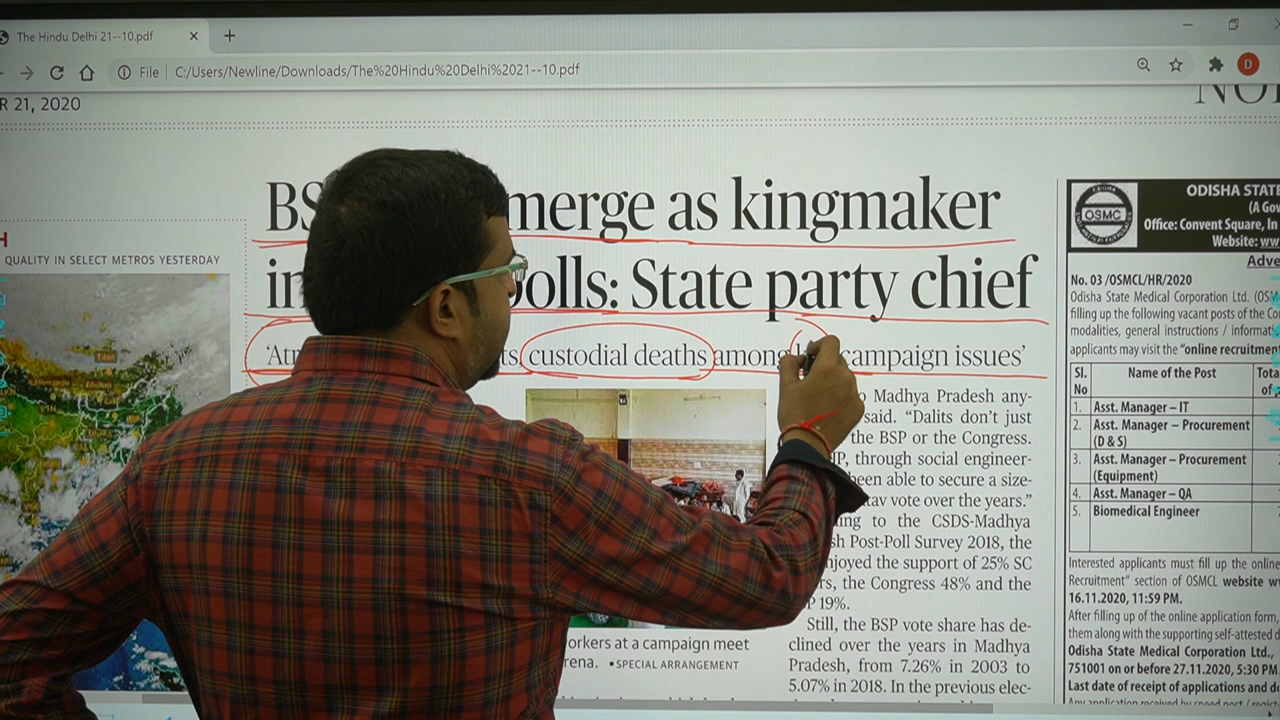 The Hindu Delhi 21--10.pdf
File C:/Users/Newline/Downloads/The%20Hindu%20Delhi%2021--10.pdf
D
R 21, 2020
QUALITY IN SELECT METROS YESTERDAY
BS merge as kingmaker
in polls: State party chief
ts, custodial deaths among campaign issues’
Madhya Pradesh any-
said. “Dalits don’t just
the BSP or the Congress.
P, through social engineer-
een able to secure a size-
tav vote over the years.”
ing to the CSDS-Madhya
sh Post-Poll Survey 2018, the
njoyed the support of 25% SC
rs, the Congress 48% and the
P 19%.
Still, the BSP vote share has de-
clined over the years in Madhya
Pradesh, from 7.26% in 2003 to
5.07% in 2018. In the previous elec-
orkers at a campaign meet
rena. ▪SPECIAL ARRANGEMENT
ODISHA STATE
(A Gov
OSMC
Office: Convent Square, In
Website: ww
Adve
No. 03 /OSMCL/HR/2020
Odisha State Medical Corporation Ltd. (OSM
filling up the following vacant posts of the Co
modalities, general instructions / informati
applicants may visit the “online recruitmen
Sl. No Name of the Post Tota of
1. Asst. Manager – IT
2. Asst. Manager – Procurement
(D & S)
3. Asst. Manager – Procurement
(Equipment)
4. Asst. Manager – QA
5. Biomedical Engineer
Interested applicants must fill up the online
Recruitment” section of OSMCL website w
16.11.2020, 11:59 PM.
After filling up of the online application form,
them along with the supporting self-attested d
Odisha State Medical Corporation Ltd.,
751001 on or before 27.11.2020, 5:30 PM
Last date of receipt of applications and d